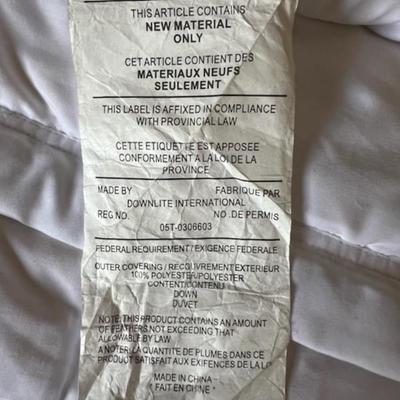 THIS ARTICLE CONTAINS
NEW MATERIAL
ONLY
CET ARTICLE CONTIENT DES
MATERIAUX NEUFS
SEULEMENT
THIS LABEL IS AFFIXED IN COMPLIANCE
WITH PROVINCIAL LAW
CETTE ETIQUETTE EST APPOSEE
CONFORMEMENT A LA LOI DE LA
PROVINCE
MADE BY FABRIQUE PAR
DOWNLITE INTERNATIONAL
REG NO. NO .DE PERMIS
05T-0306603
FEDERAL REQUIREMENT / EXIGENCE FEDERALE
OUTER COVERING / RECOUVREMENT EXTERIEUR
100% POLYESTER/POLYESTER
CONTENT/CONTENU
DOWN
DUVET
NOTE: THIS PRODUCT CONTAINS AN AMOUNT
OF FEATHERS NOT EXCEEDING THAT
ALLOWABLE BY LAW
A NOTER: LA QUANTITE DE PLUMES DANS CE
PRODUCT SATISFAIT AUX EXIFENCES DE LA
MADE IN CHINA
FAIT EN CHINE